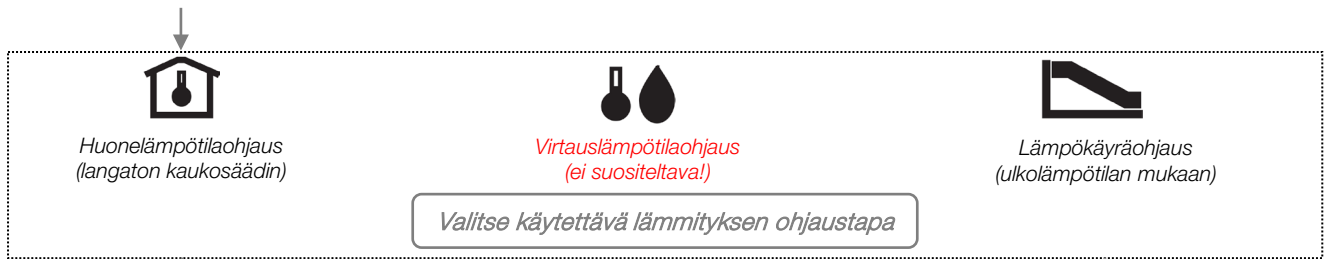 Huonelämpötilaohjaus
(langaton kaukosäädin)
Virtauslämpötilaohjaus
(ei suositeltava!)
Lämpökäyräohjaus
(ulkolämpötilan mukaan)
Valitse käytettävä lämmityksen ohjaustapa